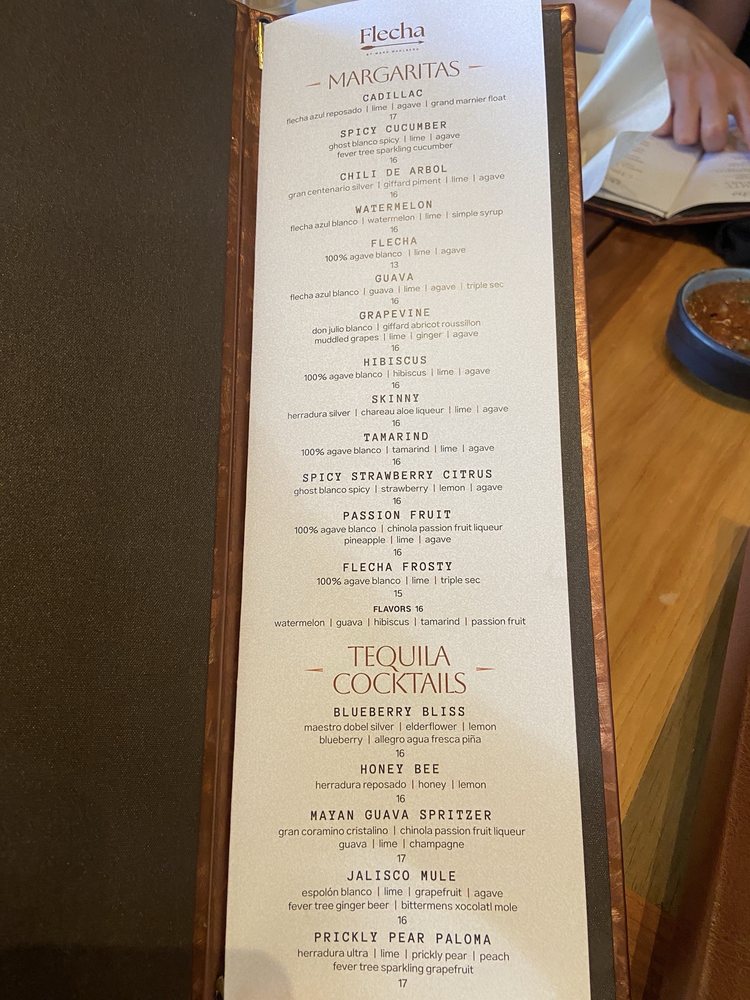 Flecha
BY MARK WAHLBERG
MARGARITAS
CADILLAC
flecha azul reposado | lime | agave | grand marnier float
17
SPICY CUCUMBER
ghost blanco spicy | lime | agave
fever tree sparkling cucumber
16
CHILI DE ARBOL
gran centenario silver | giffard piment | lime | agave
16
WATERMELON
flecha azul blanco | watermelon | lime | simple syrup
16
FLECHA
100% agave blanco | lime | agave
13
GUAVA
flecha azul blanco | guava | lime | agave | triple sec
16
GRAPEVINE
don julio blanco | giffard abricot roussillon
muddled grapes | lime | ginger | agave
16
HIBISCUS
100% agave blanco | hibiscus | lime | agave
16
SKINNY
herradura silver | chareau aloe liqueur | lime | agave
16
TAMARIND
100% agave blanco | tamarind | lime | agave
16
SPICY STRAWBERRY CITRUS
ghost blanco spicy | strawberry | lemon | agave
16
PASSION FRUIT
100% agave blanco | chinola passion fruit liqueur
pineapple | lime | agave
16
FLECHA FROSTY
100% agave blanco | lime | triple sec
15
FLAVORS 16
watermelon | guava | hibiscus | tamarind | passion fruit
TEQUILA
COCKTAILS
BLUEBERRY BLISS
maestro dobel silver | elderflower | lemon
blueberry | allegro agua fresca piña
16
HONEY BEE
herradura reposado | honey | lemon
16
MAYAN GUAVA SPRITZER
gran coramino cristalino | chinola passion fruit liqueur
guava | lime | champagne
17
JALISCO MULE
espolón blanco | lime | grapefruit | agave
fever tree ginger beer | bittermens xocolatl mole
16
PRICKLY PEAR PALOMA
herradura ultra | lime | prickly pear | peach
fever tree sparkling grapefruit
17